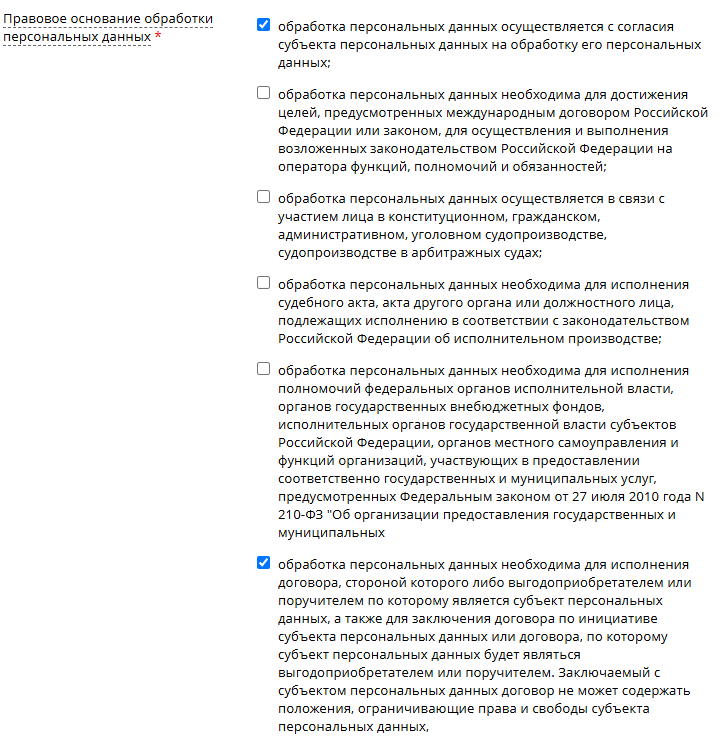 Правовое основание обработки
персональных данных *
обработка персональных данных осуществляется с согласия
субъекта персональных данных на обработку его персональных
данных;
обработка персональных данных необходима для достижения
целей, предусмотренных международным договором Российской
Федерации или законом, для осуществления и выполнения
возложенных законодательством Российской Федерации на
оператора функций, полномочий и обязанностей;
обработка персональных данных осуществляется в связи с
участием лица в конституционном, гражданском,
административном, уголовном судопроизводстве,
судопроизводстве в арбитражных судах;
обработка персональных данных необходима для исполнения
судебного акта, акта другого органа или должностного лица,
подлежащих исполнению в соответствии с законодательством
Российской Федерации об исполнительном производстве;
обработка персональных данных необходима для исполнения
полномочий федеральных органов исполнительной власти,
органов государственных внебюджетных фондов,
исполнительных органов государственной власти субъектов
Российской Федерации, органов местного самоуправления и
функций организаций, участвующих в предоставлении
соответственно государственных и муниципальных услуг,
предусмотренных Федеральным законом от 27 июля 2010 года N
210-ФЗ "Об организации предоставления государственных и
муниципальных
обработка персональных данных необходима для исполнения
договора, стороной которого либо выгодоприобретателем или
поручителем по которому является субъект персональных
данных, а также для заключения договора по инициативе
субъекта персональных данных или договора, по которому
субъект персональных данных будет являться
выгодоприобретателем или поручителем. Заключаемый с
субъектом персональных данных договор не может содержать
положения, ограничивающие права и свободы субъекта
персональных данных,